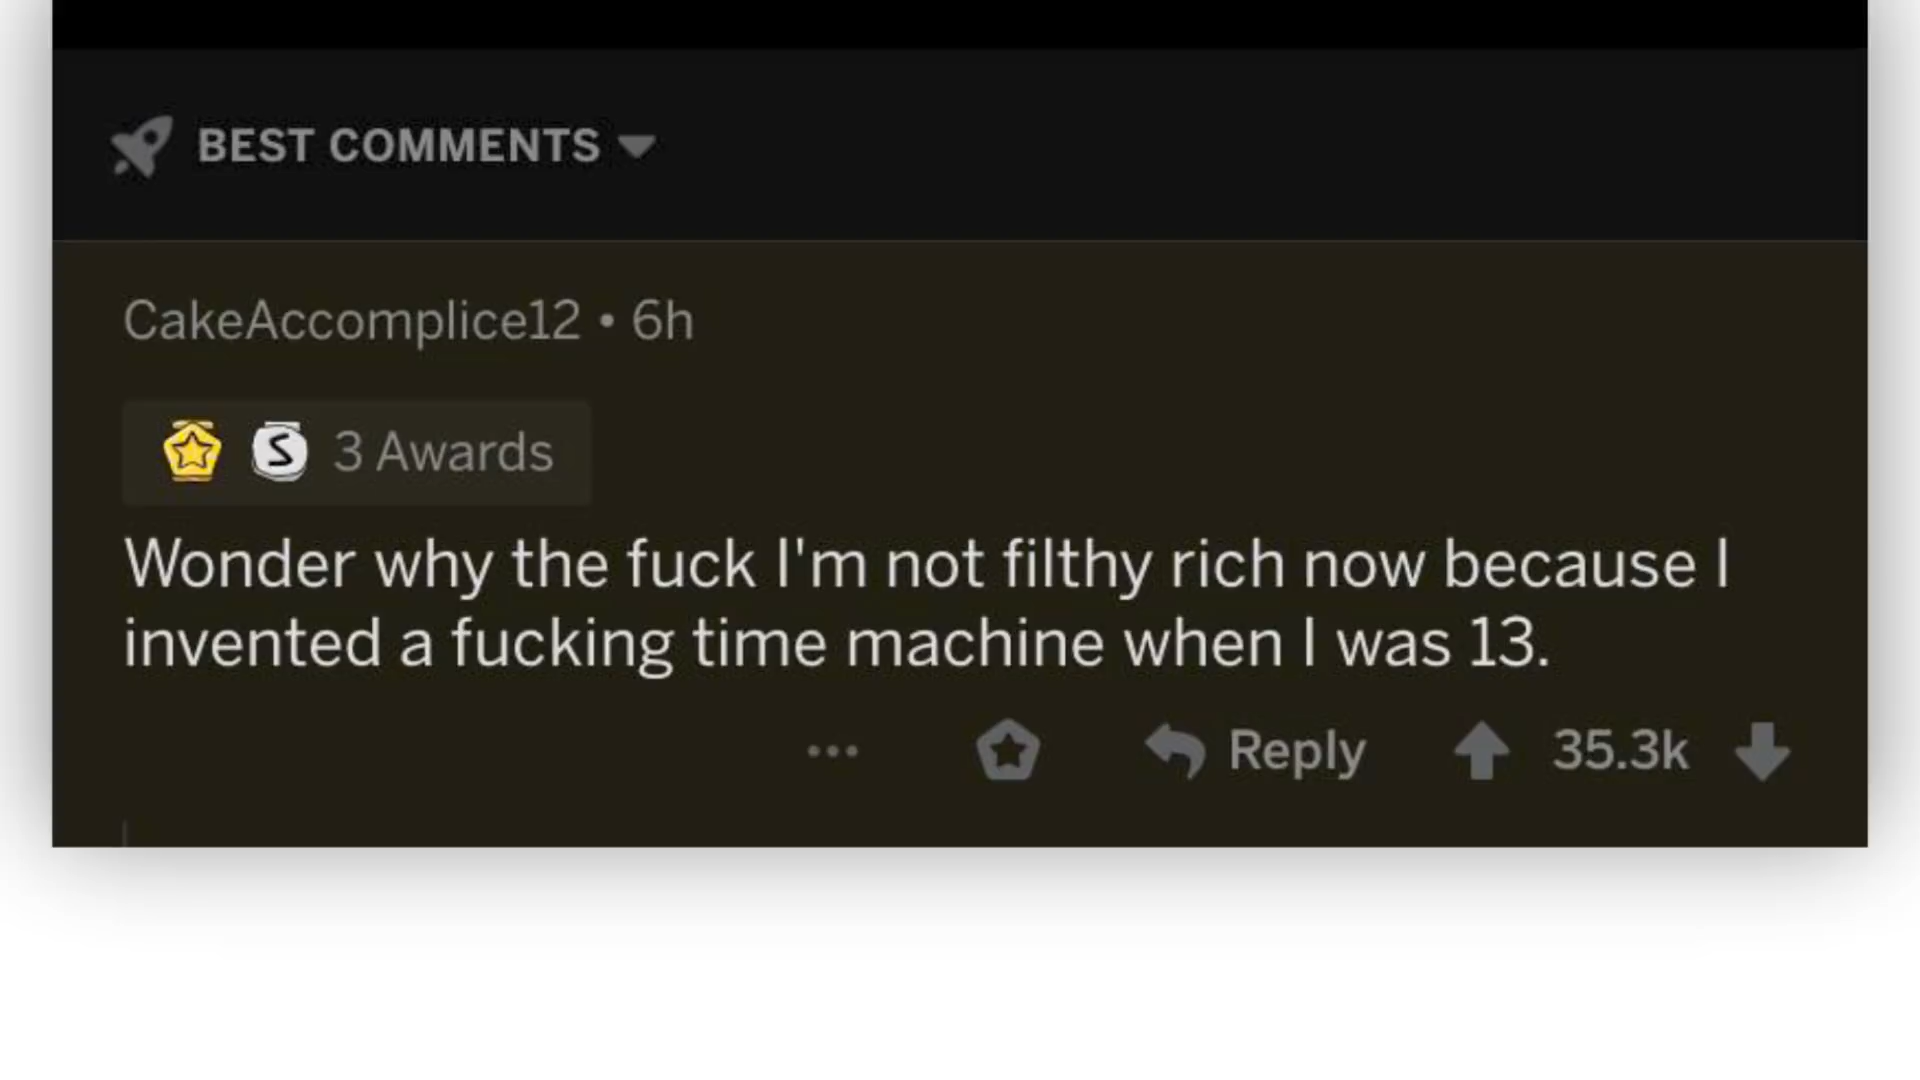 BEST COMMENTS
CakeAccomplice12 • 6h
S 3 Awards
Wonder why the fuck I'm not filthy rich now because I
invented a fucking time machine when I was 13.
... Reply 35.3k